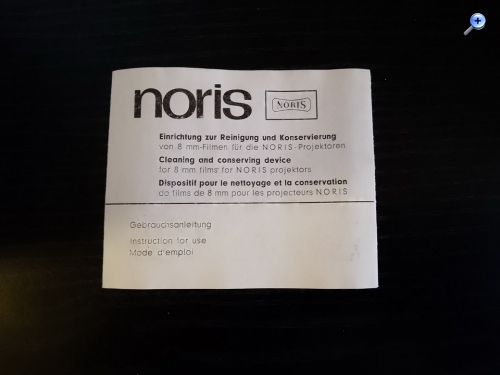 noris
NORIS
Einrichtung zur Reinigung und Konservierung
von 8 mm-Filmen für die NORIS-Projektoren
Cleaning and conserving device
for 8 mm films for NORIS projektors
Dispositif pour le nettoyage et la conservation
de films de 8 mm pour les projecteurs NORIS
Gebrauchsanleitung
Instruction for use
Mode d'emploi